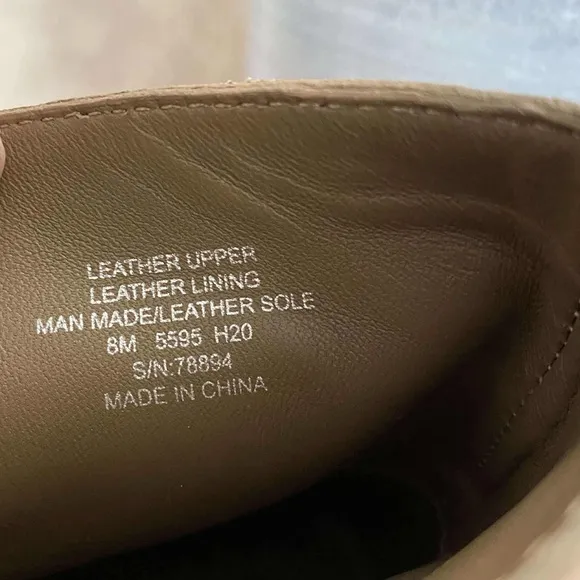 LEATHER UPPER
LEATHER LINING
MAN MADE/LEATHER SOLE
8M 5595 H20
S/N:78894
MADE IN CHINA